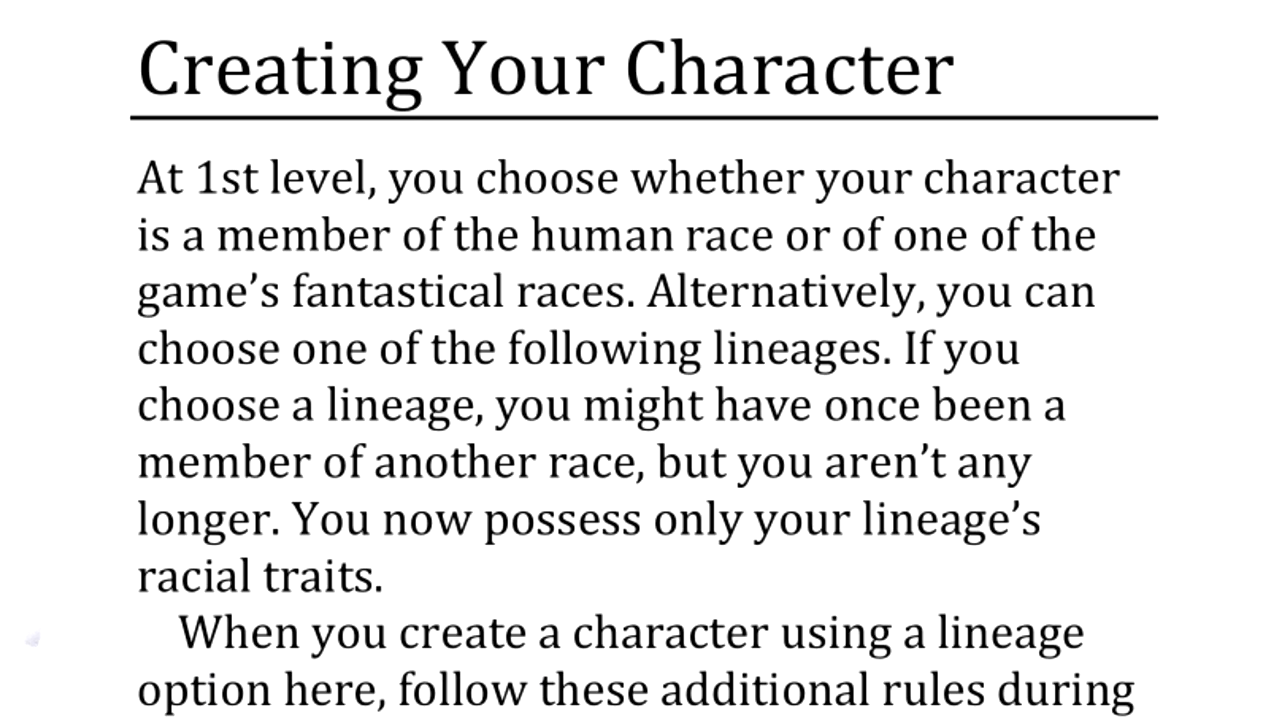 Creating Your Character
At 1st level, you choose whether your character
is a member of the human race or of one of the
game’s fantastical races. Alternatively, you can
choose one of the following lineages. If you
choose a lineage, you might have once been a
member of another race, but you aren’t any
longer. You now possess only your lineage’s
racial traits.
When you create a character using a lineage
option here, follow these additional rules during